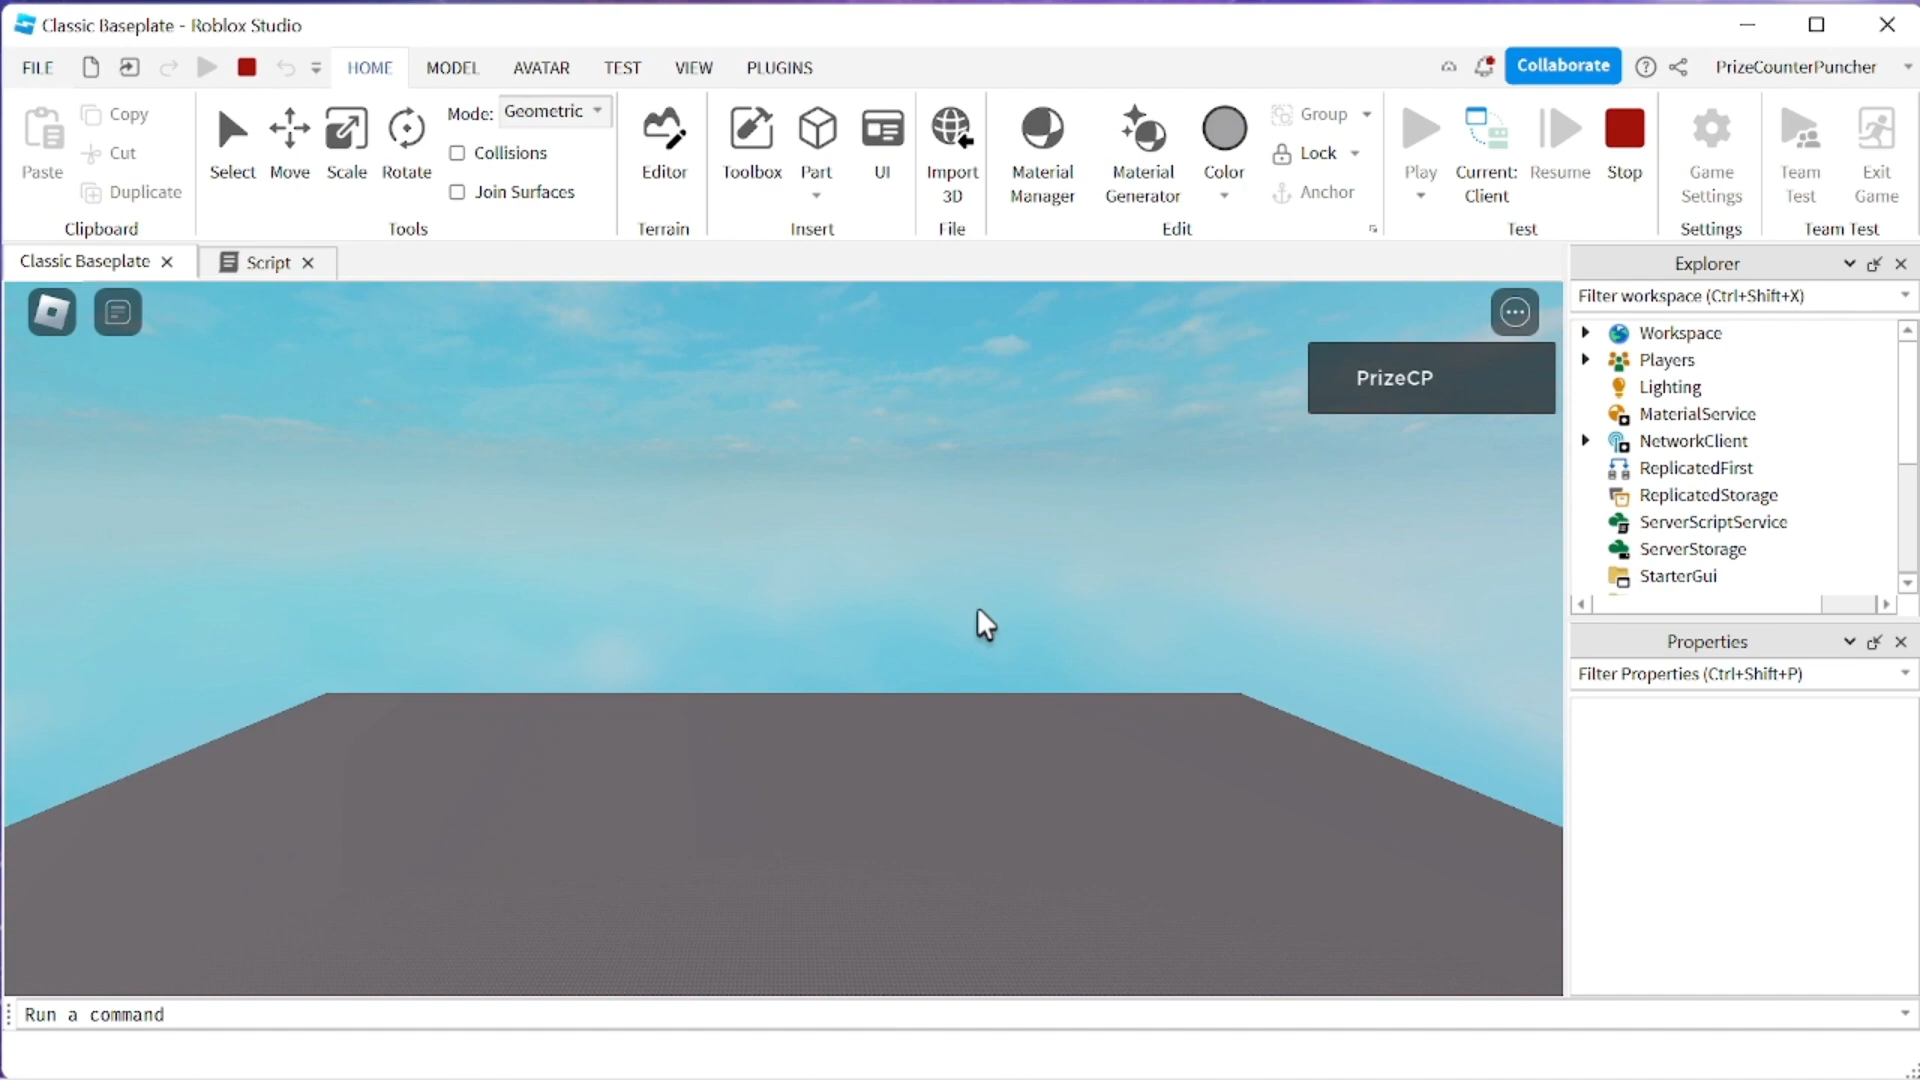 Classic Baseplate - Roblox Studio
FILE HOME MODEL AVATAR TEST VIEW PLUGINS Collaborate PrizeCounterPuncher
Paste Copy Cut Duplicate
Clipboard
Select Move Scale Rotate Mode: Geometric
Collisions
Join Surfaces
Tools
Editor
Terrain
Toolbox Part UI
Insert
Import 3D
File
Material Manager
Material Generator
Color
Group
Lock
Anchor
Edit
Play Current: Client Resume Stop
Test
Game Settings
Settings
Team Test Exit Game
Team Test
Classic Baseplate Script
PrizeCP
Explorer
Filter workspace (Ctrl+Shift+X)
Workspace
Players
Lighting
MaterialService
NetworkClient
ReplicatedFirst
ReplicatedStorage
ServerScriptService
ServerStorage
StarterGui
Properties
Filter Properties (Ctrl+Shift+P)
Run a command